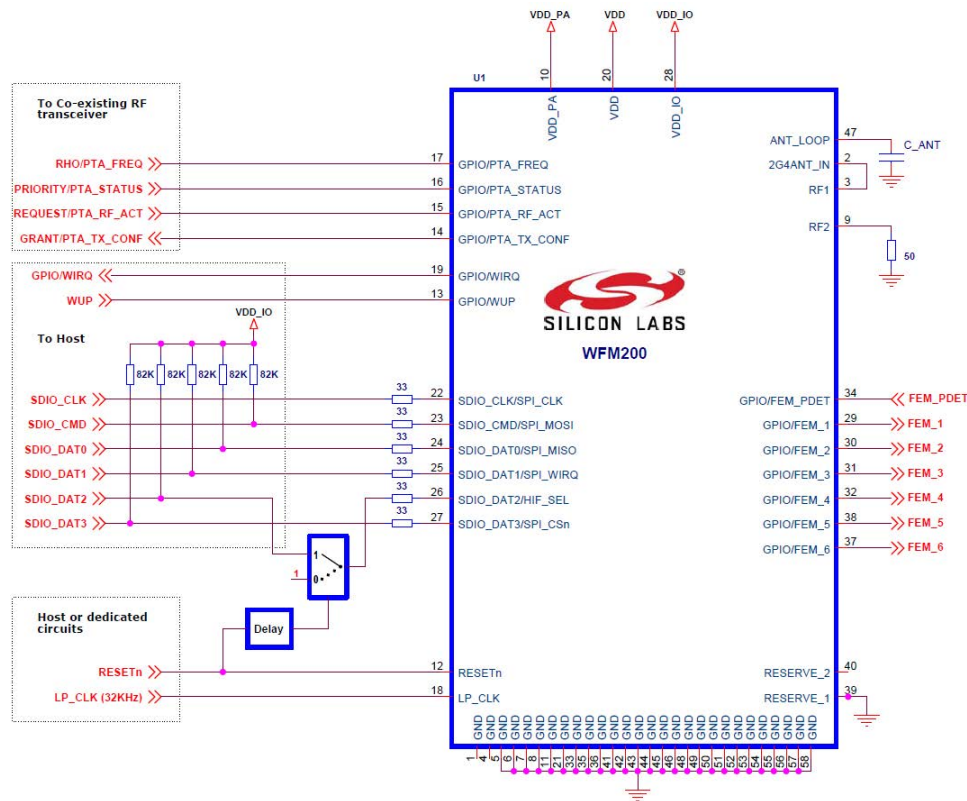 VDD_PA VDD VDD_IO
10 20 28
U1
VDD_PA VDD VDD_IO
To Co-existing RF
transceiver
RHO/PTA_FREQ 17 GPIO/PTA_FREQ
PRIORITY/PTA_STATUS 16 GPIO/PTA_STATUS
REQUEST/PTA_RF_ACT 15 GPIO/PTA_RF_ACT
GRANT/PTA_TX_CONF 14 GPIO/PTA_TX_CONF
GPIO/WIRQ 19 GPIO/WIRQ
WUP 13 GPIO/WUP
VDD_IO
To Host
82K 82K 82K 82K 82K
SDIO_CLK 33 22 SDIO_CLK/SPI_CLK
SDIO_CMD 33 23 SDIO_CMD/SPI_MOSI
SDIO_DAT0 33 24 SDIO_DAT0/SPI_MISO
SDIO_DAT1 33 25 SDIO_DAT1/SPI_WIRQ
SDIO_DAT2 33 26 SDIO_DAT2/HIF_SEL
SDIO_DAT3 27 SDIO_DAT3/SPI_CSn
1
1 0
Delay
Host or dedicated
circuits
RESETn 12 RESETn
LP_CLK (32KHz) 18 LP_CLK
®
SILICON LABS
WFM200
ANT_LOOP 47 C_ANT
2G4ANT_IN 2
RF1 3
RF2 9
50
GPIO/FEM_PDET 34 FEM_PDET
GPIO/FEM_1 29 FEM_1
GPIO/FEM_2 30 FEM_2
GPIO/FEM_3 31 FEM_3
GPIO/FEM_4 32 FEM_4
GPIO/FEM_5 38 FEM_5
GPIO/FEM_6 37 FEM_6
RESERVE_2 40
RESERVE_1 39
GND GND GND GND GND GND GND GND GND GND GND GND GND GND GND GND GND GND GND GND GND GND GND GND GND GND GND
1 4 5 6 7 8 11 21 33 35 36 41 42 43 44 45 46 48 49 50 51 52 53 54 55 56 57 58